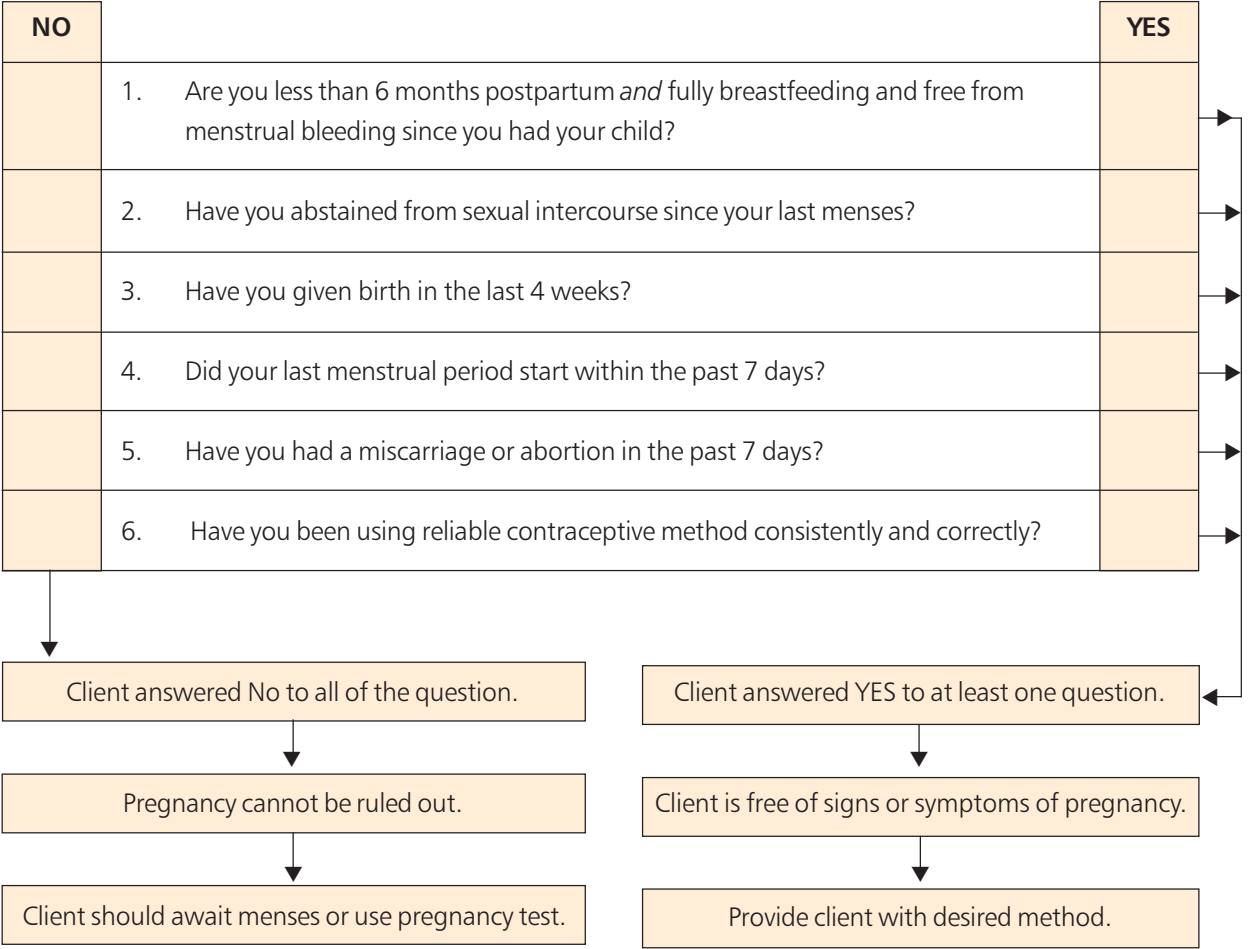 NO
YES
1. Are you less than 6 months postpartum and fully breastfeeding and free from
menstrual bleeding since you had your child?
2. Have you abstained from sexual intercourse since your last menses?
3. Have you given birth in the last 4 weeks?
4. Did your last menstrual period start within the past 7 days?
5. Have you had a miscarriage or abortion in the past 7 days?
6. Have you been using reliable contraceptive method consistently and correctly?
Client answered No to all of the question.
Pregnancy cannot be ruled out.
Client should await menses or use pregnancy test.
Client answered YES to at least one question.
Client is free of signs or symptoms of pregnancy.
Provide client with desired method.